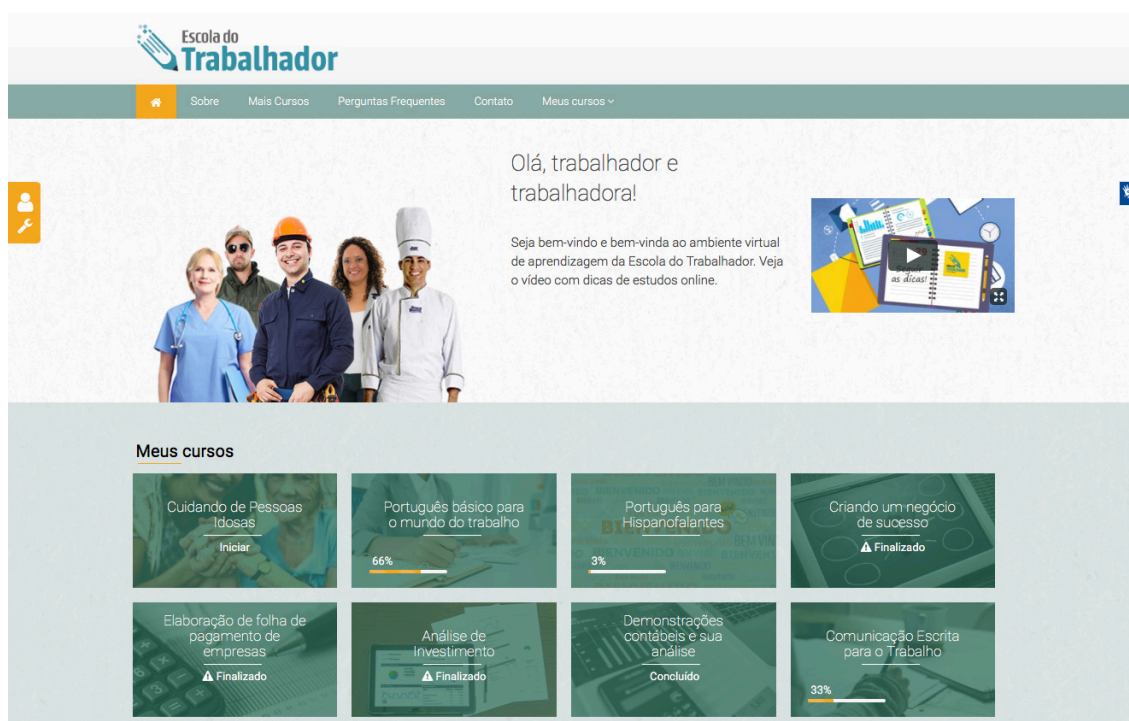 Escola do
Trabalhador
Sobre Mais Cursos Perguntas Frequentes Contato Meus cursos
Olá, trabalhador e
trabalhadora!
Seja bem-vindo e bem-vinda ao ambiente virtual
de aprendizagem da Escola do Trabalhador. Veja
o vídeo com dicas de estudos online.
Seguir
as dicas!
Meus cursos
Cuidando de Pessoas
Idosas
Iniciar
Português básico para
o mundo do trabalho
66%
Português para
Hispanofalantes
3%
Criando um negócio
de sucesso
Finalizado
Elaboração de folha de
pagamento de
empresas
Finalizado
Análise de
Investimento
Finalizado
Demonstrações
contábeis e sua
análise
Concluído
Comunicação Escrita
para o Trabalho
33%